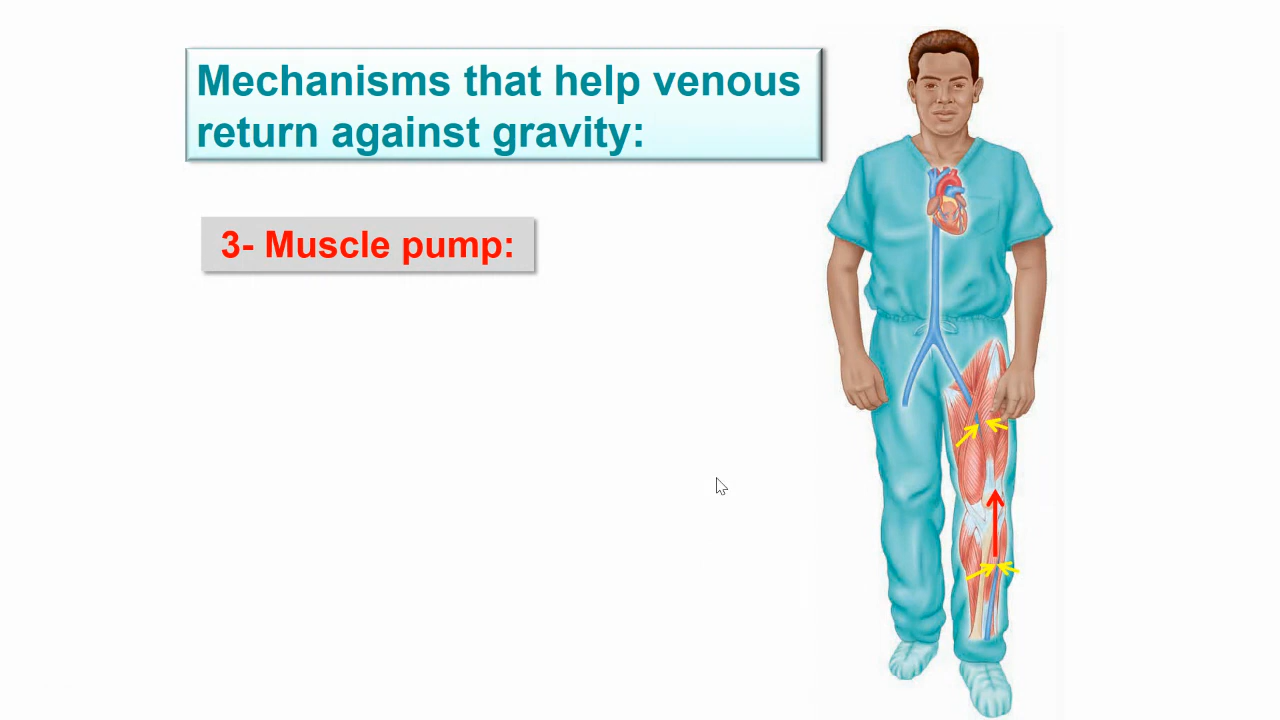 Mechanisms that help venous
return against gravity:
3- Muscle pump: